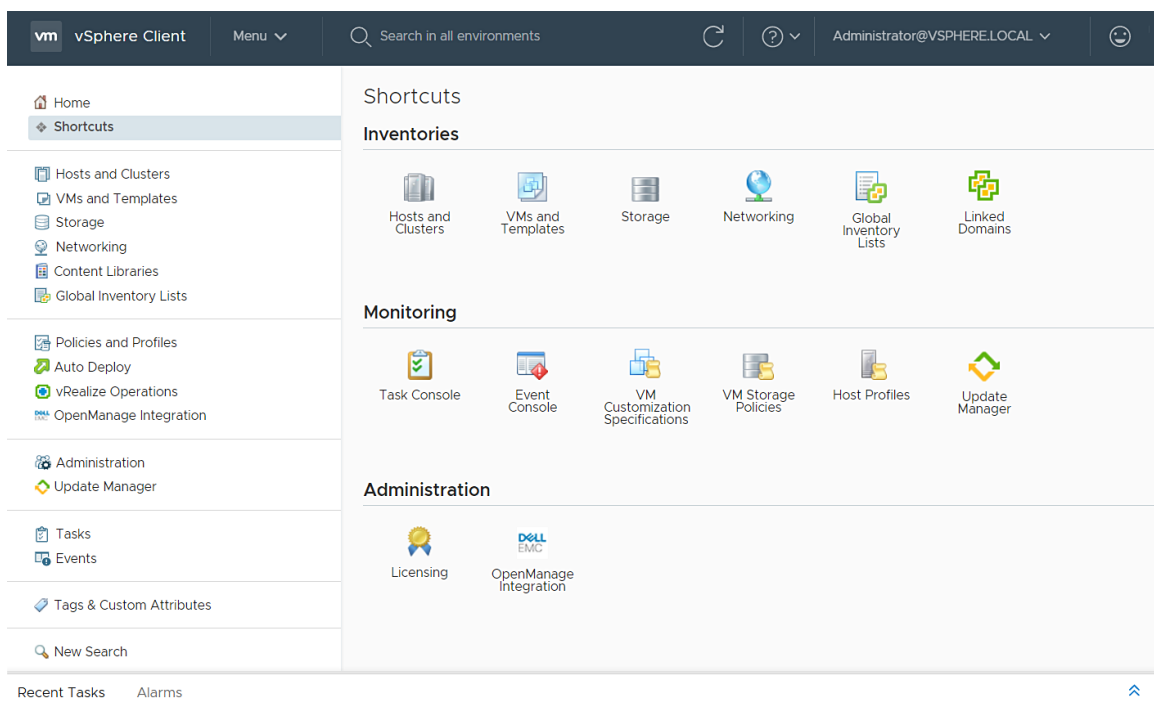 vm vSphere Client Menu Search in all environments Administrator@VSPHERE.LOCAL
Home
Shortcuts
Hosts and Clusters
VMs and Templates
Storage
Networking
Content Libraries
Global Inventory Lists
Policies and Profiles
Auto Deploy
vRealize Operations
DELL EMC OpenManage Integration
Administration
Update Manager
Tasks
Events
Tags & Custom Attributes
New Search
Shortcuts
Inventories
Hosts and
Clusters
VMs and
Templates
Storage
Networking
Global
Inventory
Lists
Linked
Domains
Monitoring
Task Console
Event
Console
VM
Customization
Specifications
VM Storage
Policies
Host Profiles
Update
Manager
Administration
Licensing
DELL
EMC
OpenManage
Integration
Recent Tasks Alarms